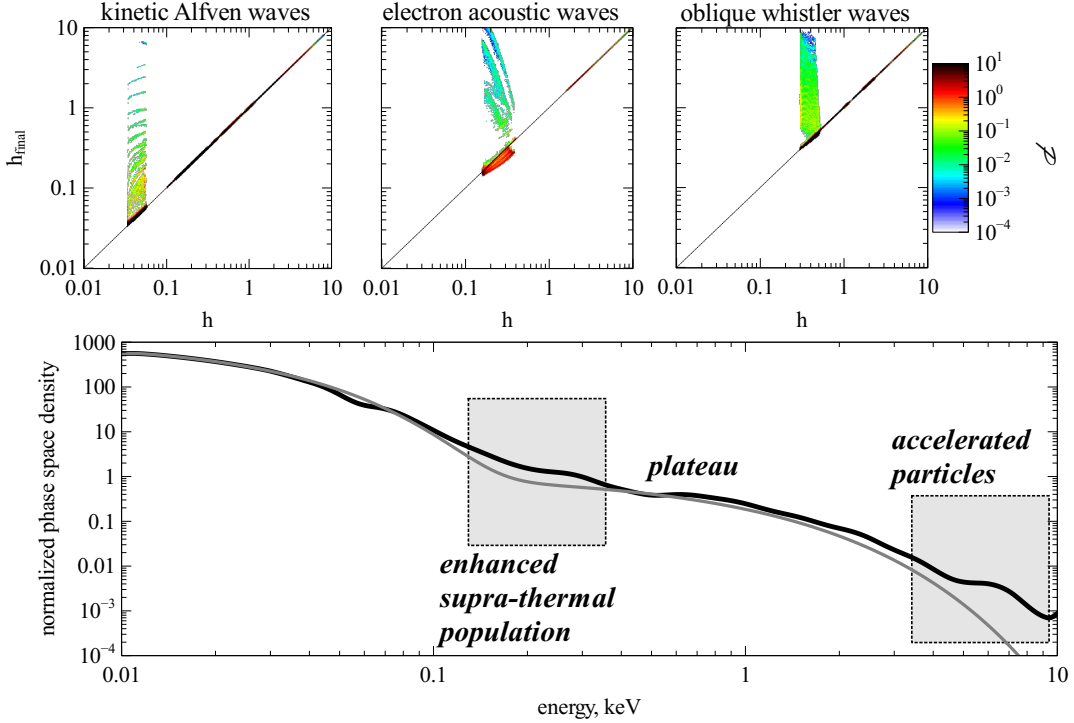 kinetic Alfven waves
electron acoustic waves
oblique whistler waves
10
1
0.1
0.01
h_final
0.01
0.1
1
10
0.01
0.1
1
10
0.01
0.1
1
10
h
h
h
10^1
10^0
10^-1
10^-2
10^-3
10^-4
𝒫
1000
100
10
1
0.1
0.01
10^-3
10^-4
normalized phase space density
plateau
accelerated
particles
enhanced
supra-thermal
population
0.01
0.1
1
10
energy, keV